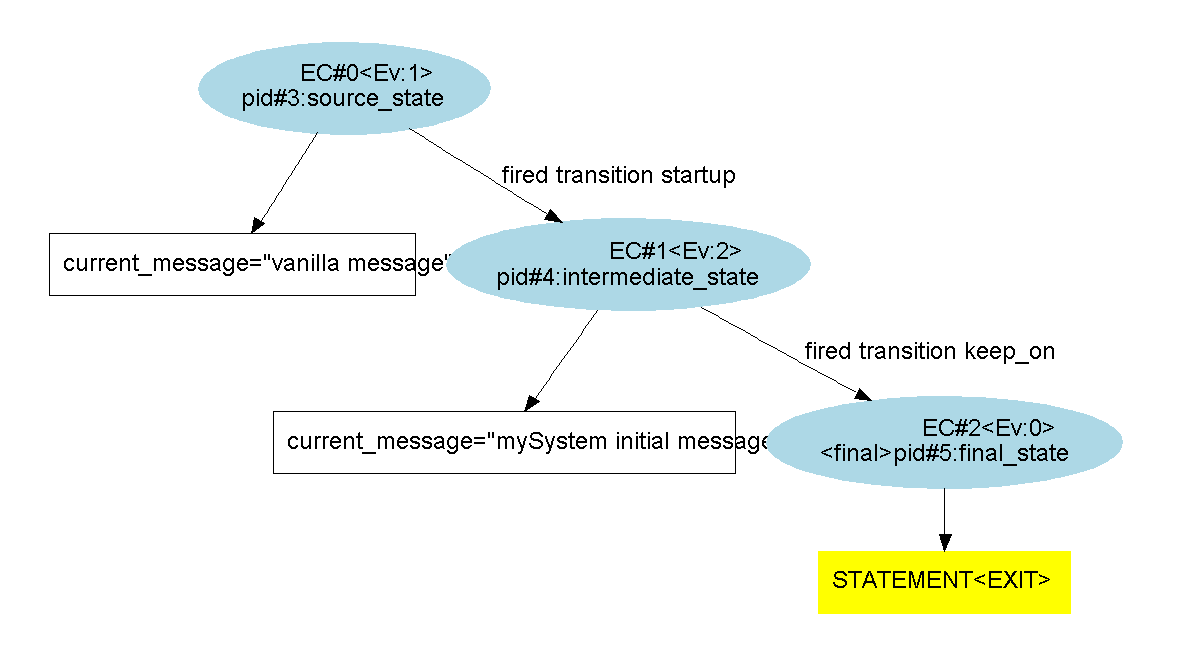 EC#0<Ev:1>
pid#3:source_state
fired transition startup
current_message="vanilla message"
EC#1<Ev:2>
pid#4:intermediate_state
fired transition keep_on
current_message="mySystem initial message
EC#2<Ev:0>
<final>pid#5:final_state
STATEMENT<EXIT>